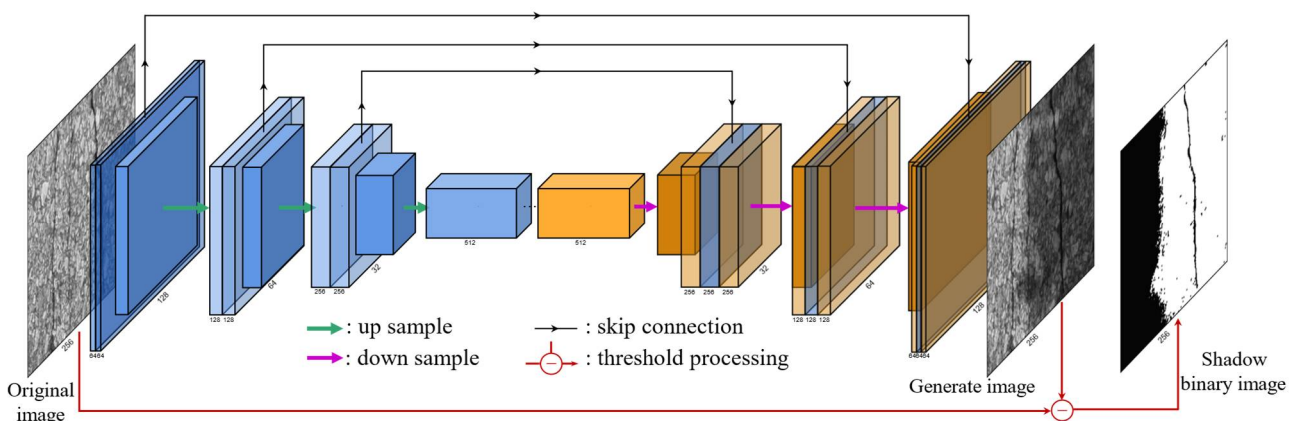 512
512
32
32
256 256
256 256 256
64
64
128 128
128 128 128
128
128
256
256
256
6464
646464
: up sample
: skip connection
: down sample
: threshold processing
Original
image
Generate image
Shadow
binary image